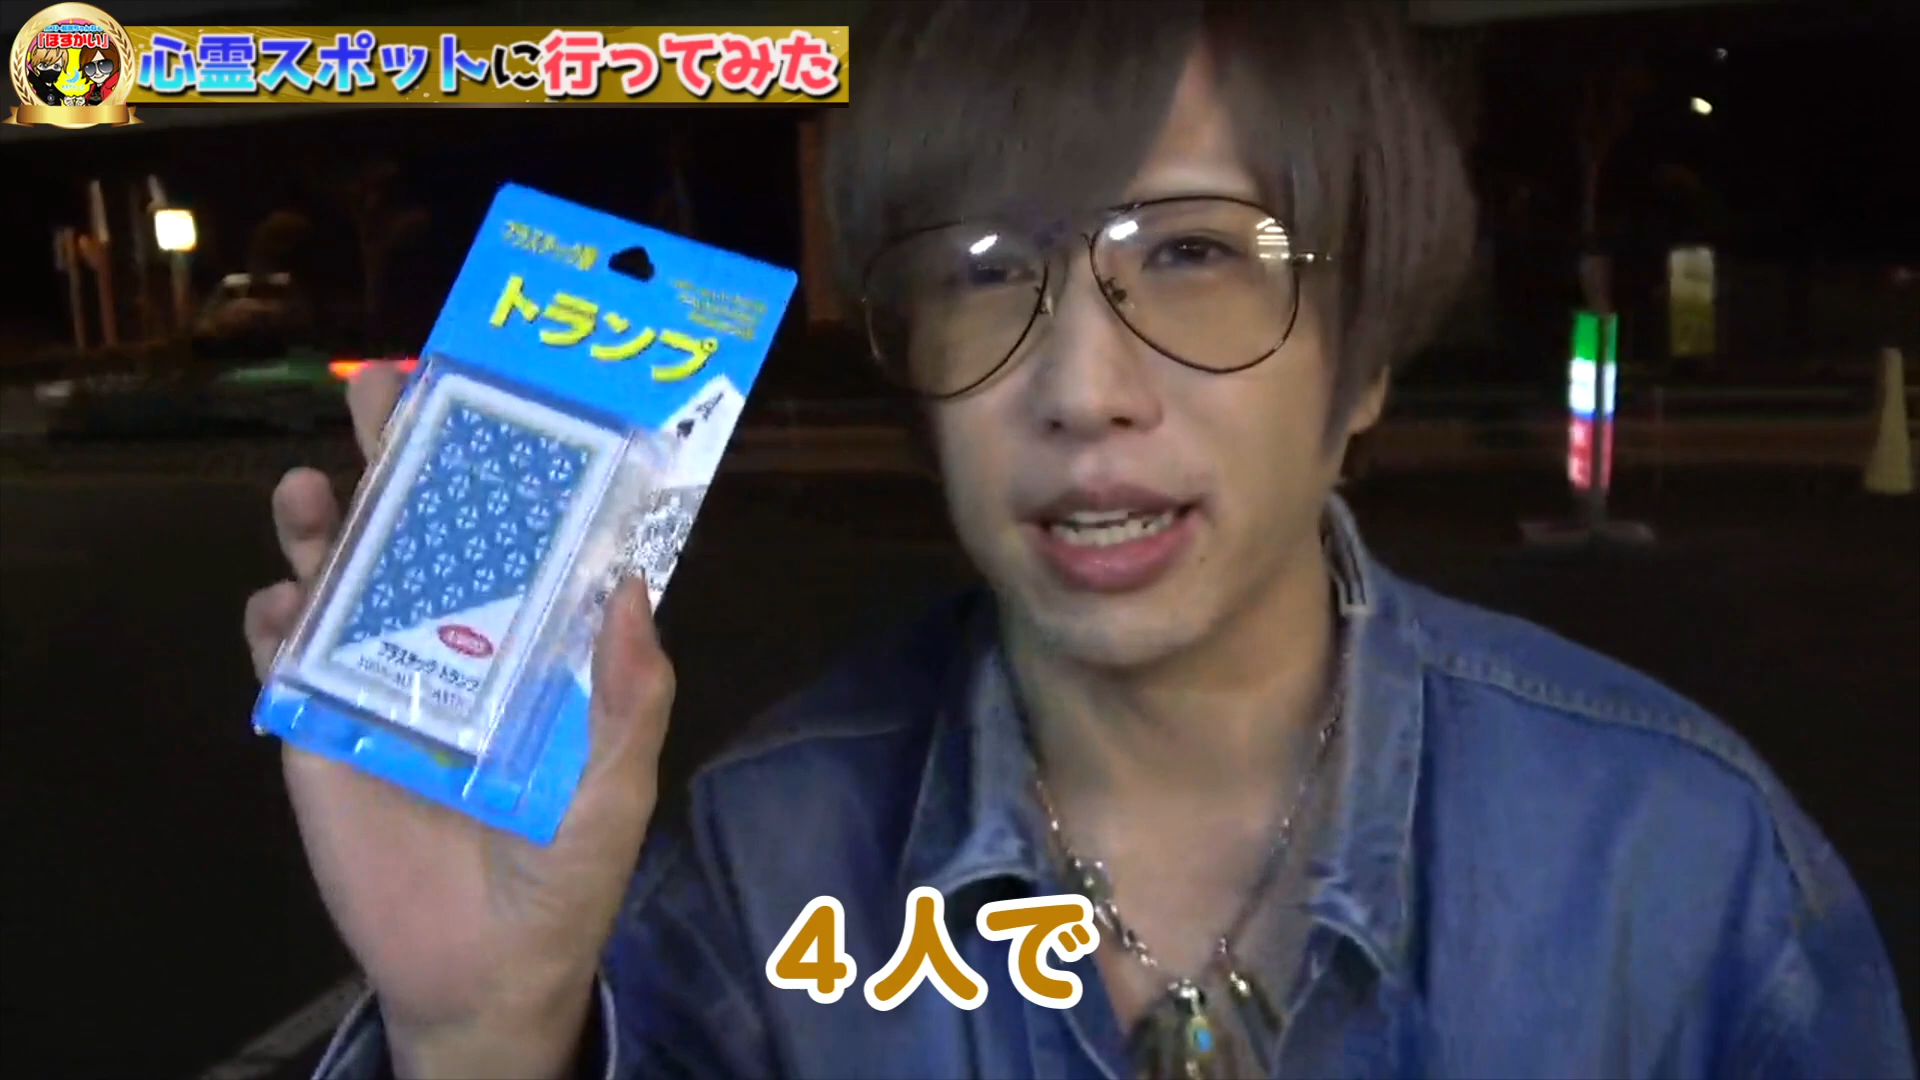 「ほすかい」
心霊スポットに行ってみた
プラスチック製
トランプ
プラスチック・トランプ
4人で